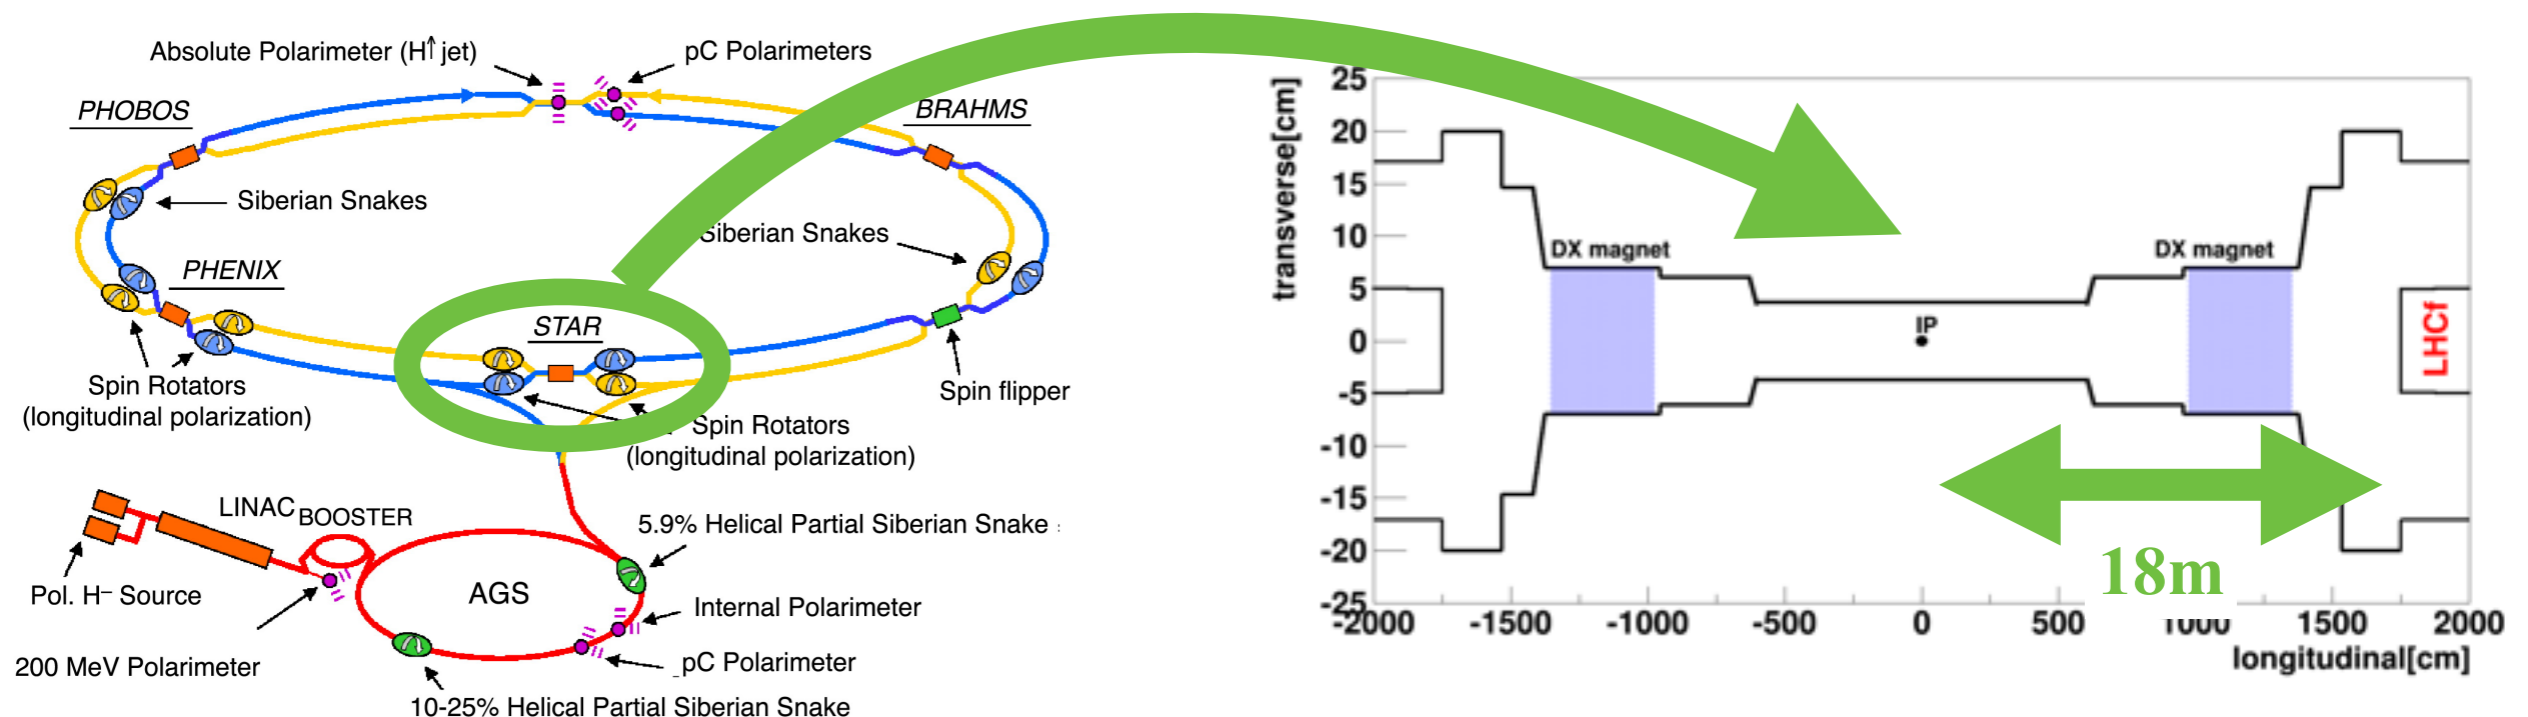 Absolute Polarimeter (H↑ jet)
pC Polarimeters
PHOBOS
BRAHMS
Siberian Snakes
Siberian Snakes
PHENIX
STAR
Spin Rotators
(longitudinal polarization)
Spin flipper
Spin Rotators
(longitudinal polarization)
LINAC
BOOSTER
5.9% Helical Partial Siberian Snake
Pol. H– Source
AGS
Internal Polarimeter
200 MeV Polarimeter
pC Polarimeter
10-25% Helical Partial Siberian Snake
transverse[cm]
25
20
15
10
5
0
-5
-10
-15
-20
-25
DX magnet
DX magnet
IP
LHCf
18m
-2000 -1500 -1000 -500 0 500 1000 1500 2000
longitudinal[cm]